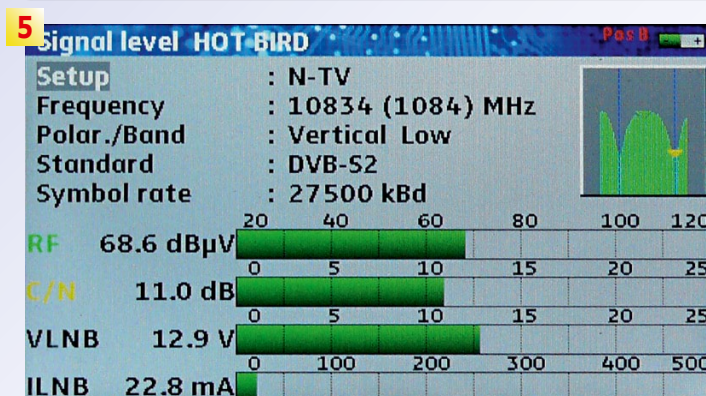 5
Signal level HOT BIRD Pos B
Setup : N-TV
Frequency : 10834 (1084) MHz
Polar./Band : Vertical Low
Standard : DVB-S2
Symbol rate : 27500 kBd
20 40 60 80 100 120
RF 68.6 dBµV
0 5 10 15 20 25
C/N 11.0 dB
0 5 10 15 20 25
VLNB 12.9 V
0 100 200 300 400 500
ILNB 22.8 mA